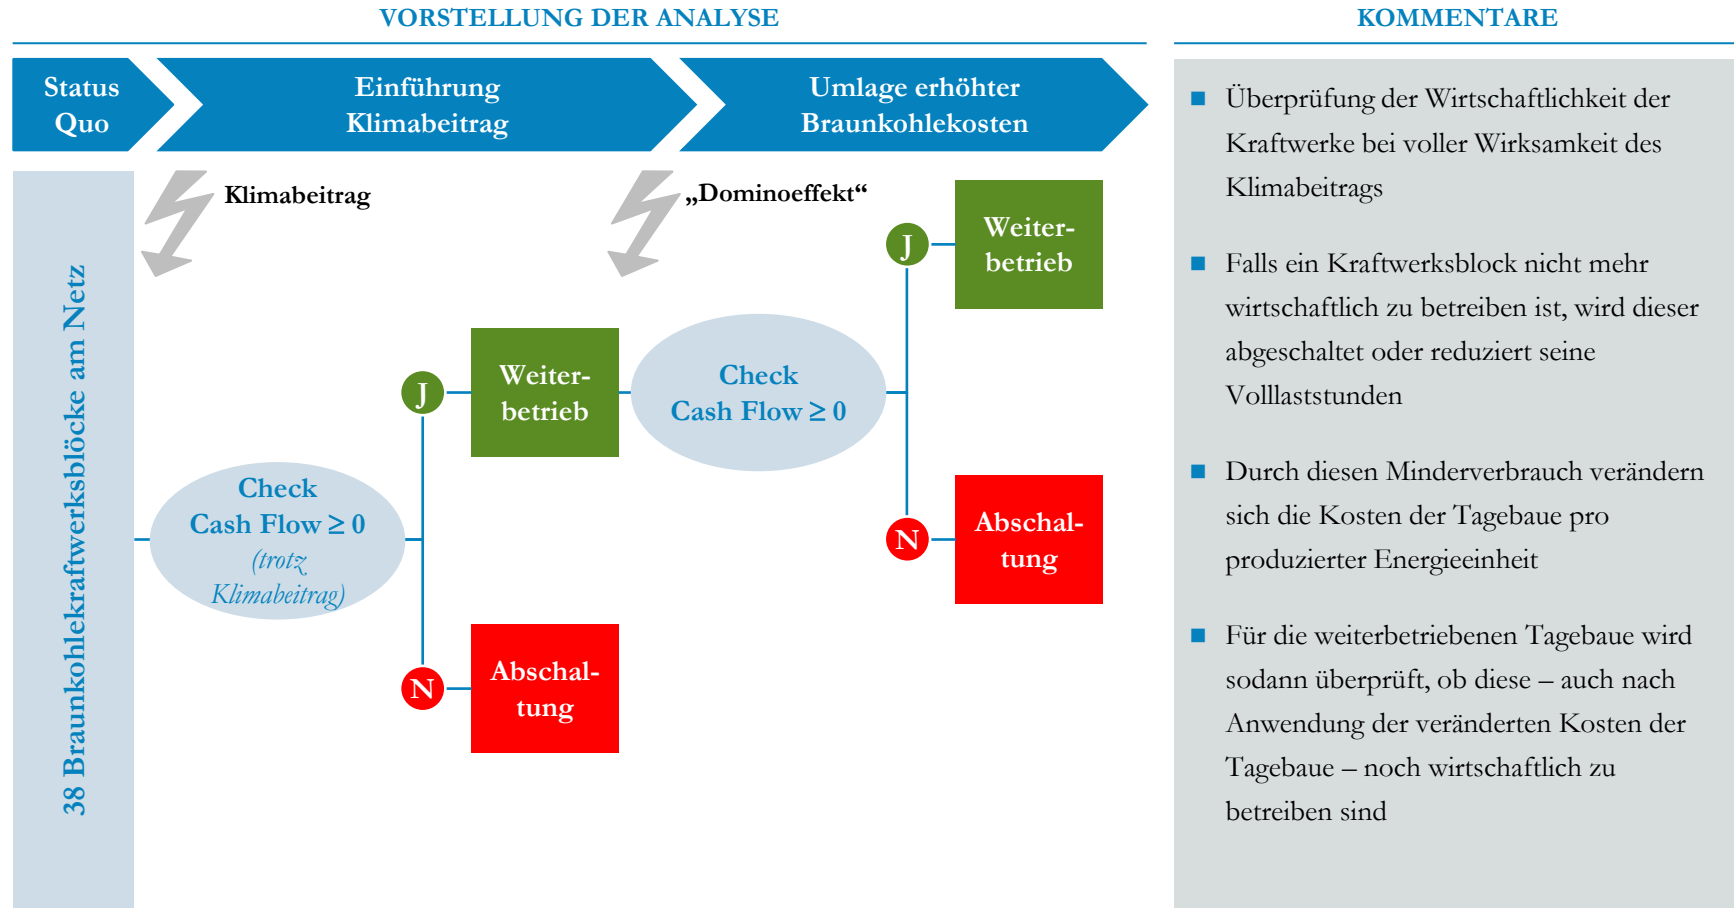 VORSTELLUNG DER ANALYSE
Status
Quo
Einführung
Klimabeitrag
Umlage erhöhter
Braunkohlekosten
38 Braunkohlekraftwerksblöcke am Netz
Klimabeitrag
„Dominoeffekt“
Check
Cash Flow ≥ 0
(trotz
Klimabeitrag)
J
Weiter-
betrieb
N
Abschal-
tung
Check
Cash Flow ≥ 0
J
Weiter-
betrieb
N
Abschal-
tung
KOMMENTARE
■ Überprüfung der Wirtschaftlichkeit der
Kraftwerke bei voller Wirksamkeit des
Klimabeitrags
■ Falls ein Kraftwerksblock nicht mehr
wirtschaftlich zu betreiben ist, wird dieser
abgeschaltet oder reduziert seine
Volllaststunden
■ Durch diesen Minderverbrauch verändern
sich die Kosten der Tagebaue pro
produzierter Energieeinheit
■ Für die weiterbetriebenen Tagebaue wird
sodann überprüft, ob diese – auch nach
Anwendung der veränderten Kosten der
Tagebaue – noch wirtschaftlich zu
betreiben sind